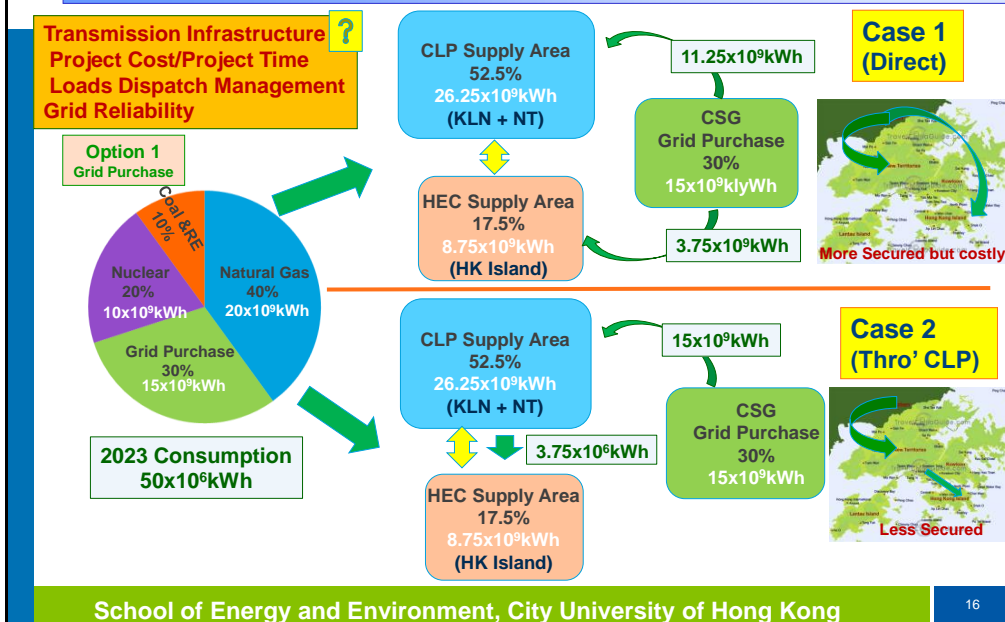 Transmission Infrastructure
Project Cost/Project Time
Loads Dispatch Management
Grid Reliability
?
Option 1
Grid Purchase
Coal &RE
10%
Nuclear
20%
10x10⁹kWh
Natural Gas
40%
20x10⁹kWh
Grid Purchase
30%
15x10⁹kWh
2023 Consumption
50x10⁶kWh
CLP Supply Area
52.5%
26.25x10⁹kWh
(KLN + NT)
HEC Supply Area
17.5%
8.75x10⁹kWh
(HK Island)
11.25x10⁹kWh
CSG
Grid Purchase
30%
15x10⁹klyWh
3.75x10⁹kWh
Case 1
(Direct)
More Secured but costly
CLP Supply Area
52.5%
26.25x10⁹kWh
(KLN + NT)
3.75x10⁶kWh
HEC Supply Area
17.5%
8.75x10⁹kWh
(HK Island)
15x10⁹kWh
CSG
Grid Purchase
30%
15x10⁹kWh
Case 2
(Thro' CLP)
Less Secured
School of Energy and Environment, City University of Hong Kong
16